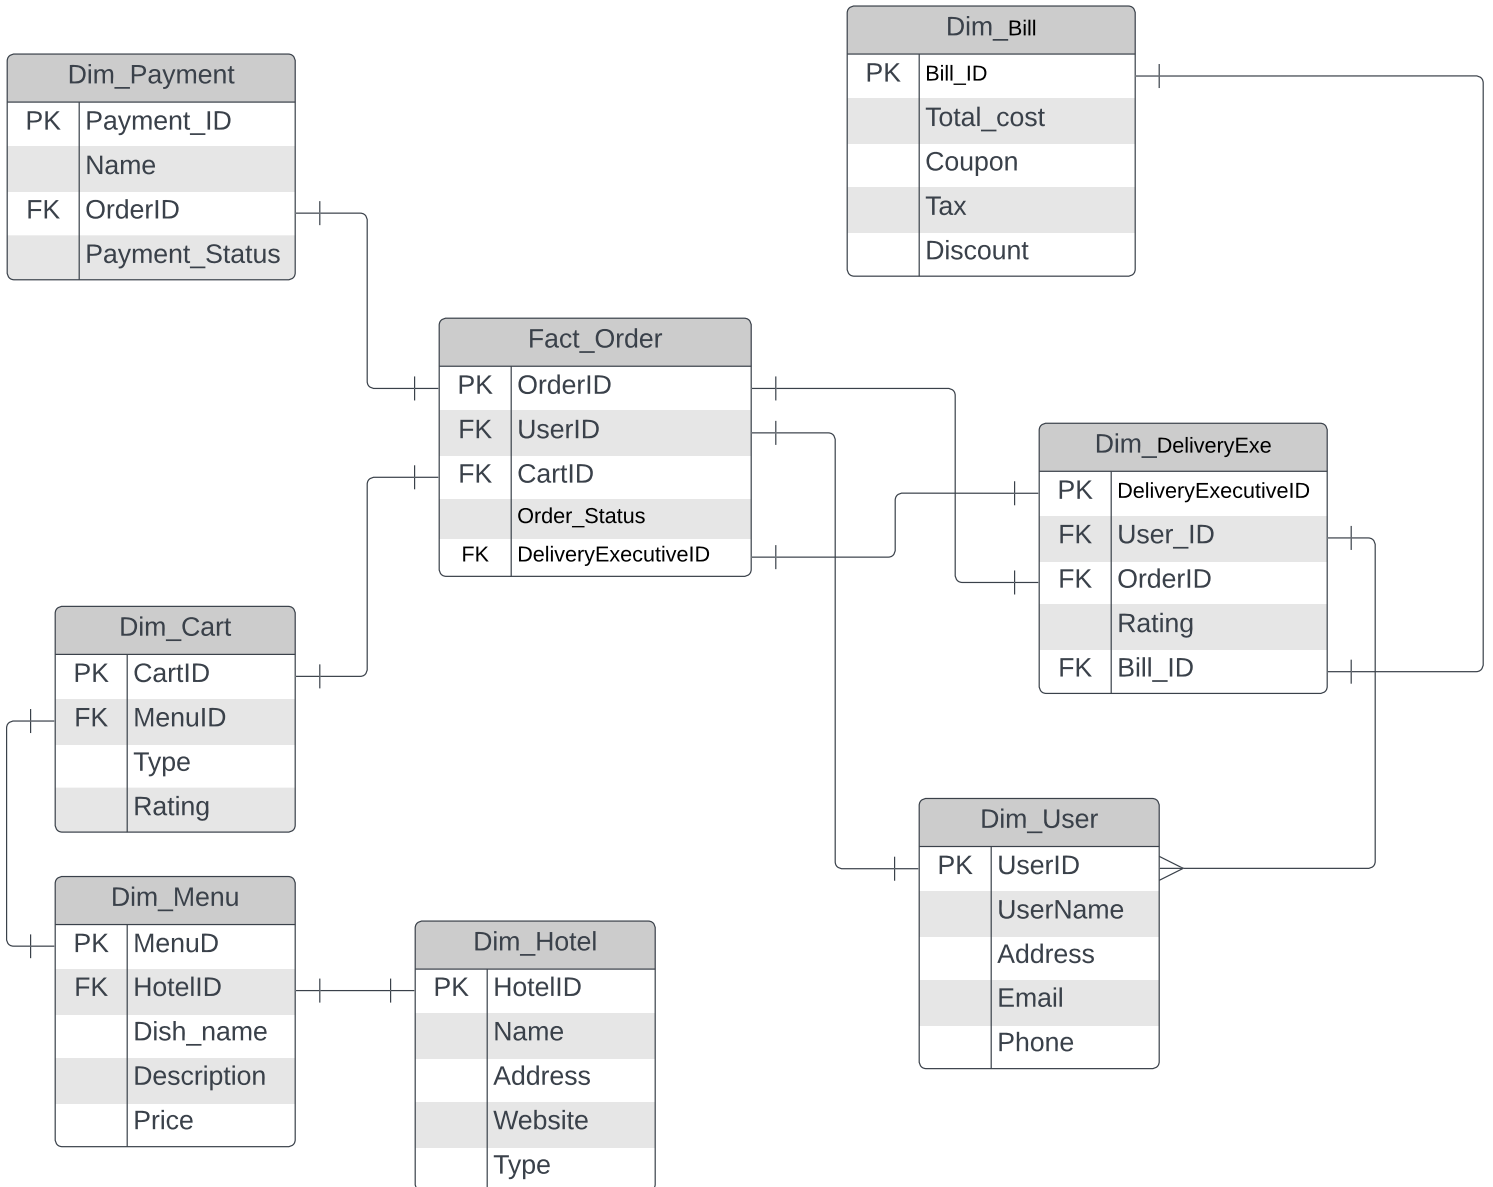 Dim_Payment
PK Payment_ID
Name
FK OrderID
Payment_Status
Dim_Bill
PK Bill_ID
Total_cost
Coupon
Tax
Discount
Fact_Order
PK OrderID
FK UserID
FK CartID
Order_Status
FK DeliveryExecutiveID
Dim_DeliveryExe
PK DeliveryExecutiveID
FK User_ID
FK OrderID
Rating
FK Bill_ID
Dim_Cart
PK CartID
FK MenuID
Type
Rating
Dim_User
PK UserID
UserName
Address
Email
Phone
Dim_Menu
PK MenuD
FK HotelID
Dish_name
Description
Price
Dim_Hotel
PK HotelID
Name
Address
Website
Type